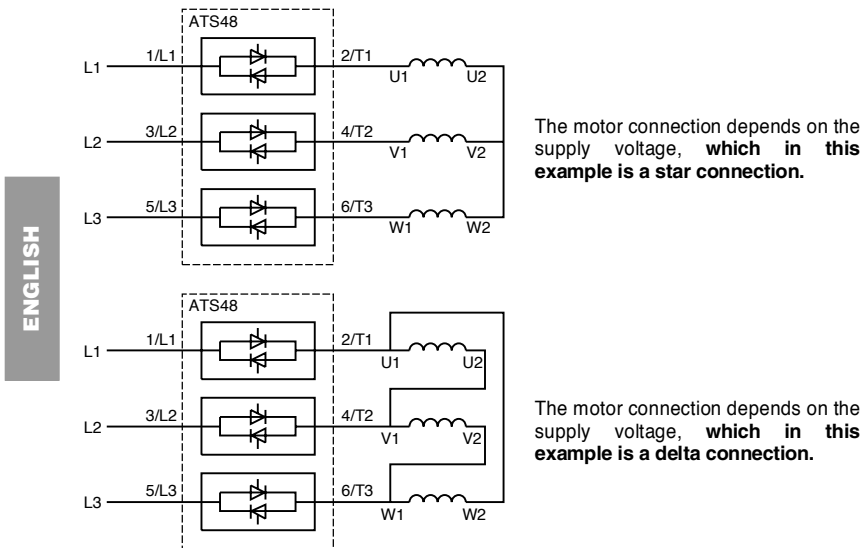 ENGLISH
ATS48
L1 1/L1 2/T1
U1 U2
L2 3/L2 4/T2
V1 V2
L3 5/L3 6/T3
W1 W2
The motor connection depends on the
supply voltage, which in this
example is a star connection.
ATS48
L1 1/L1 2/T1
U1 U2
L2 3/L2 4/T2
V1 V2
L3 5/L3 6/T3
W1 W2
The motor connection depends on the
supply voltage, which in this
example is a delta connection.